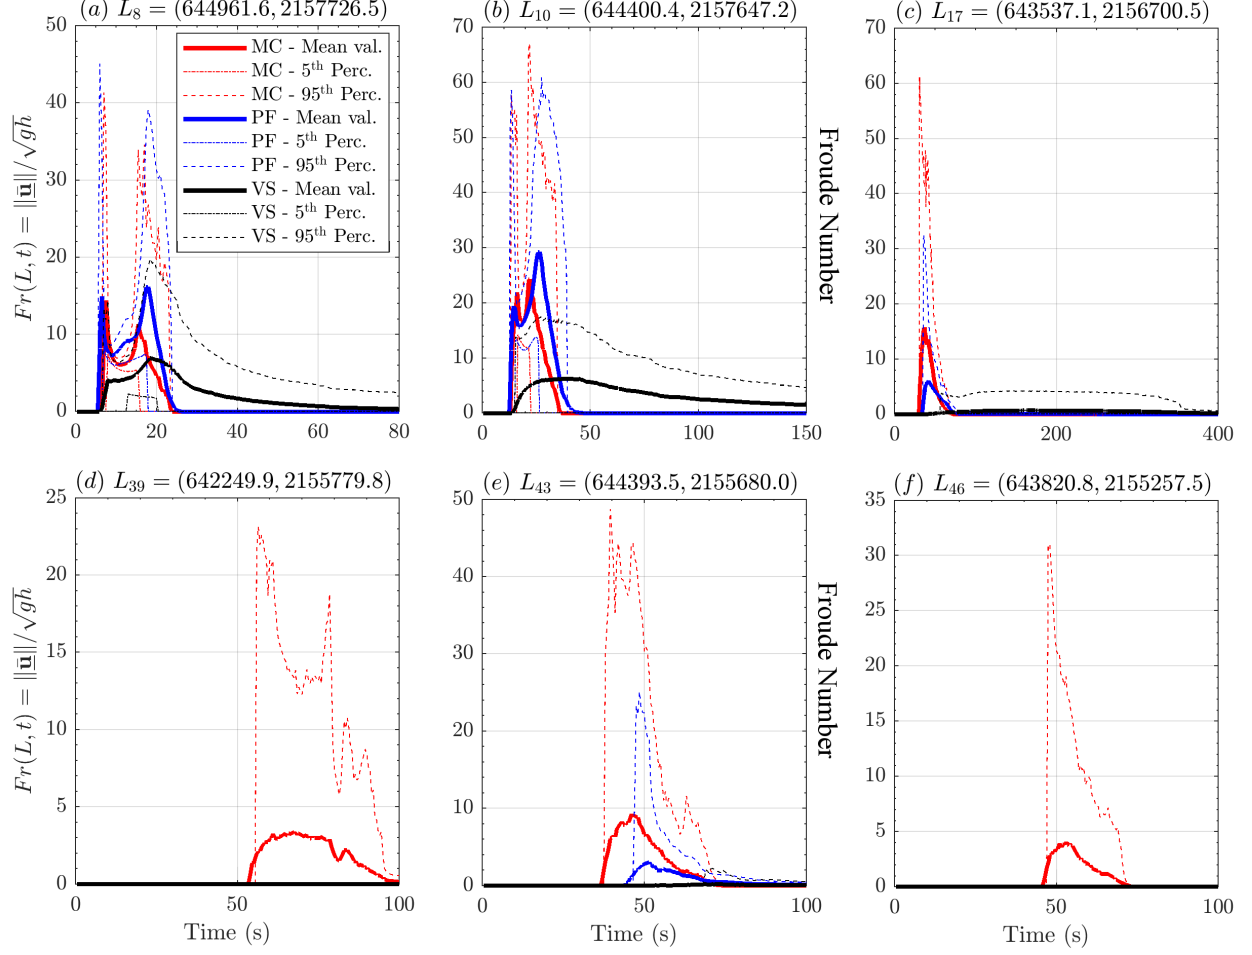 (a) L₈ = (644961.6, 2157726.5)
50
40
30
20
10
0
0 20 40 60 80
Fr(L, t) = ||ū||/√gh
MC - Mean val.
MC - 5th Perc.
MC - 95th Perc.
PF - Mean val.
PF - 5th Perc.
PF - 95th Perc.
VS - Mean val.
VS - 5th Perc.
VS - 95th Perc.
(b) L₁₀ = (644400.4, 2157647.2)
70
60
50
40
30
20
10
0
0 50 100 150
Froude Number
(c) L₁₇ = (643537.1, 2156700.5)
70
60
50
40
30
20
10
0
0 200 400
(d) L₃₉ = (642249.9, 2155779.8)
25
20
15
10
5
0
0 50 100
Fr(L, t) = ||ū||/√gh
Time (s)
(e) L₄₃ = (644393.5, 2155680.0)
50
40
30
20
10
0
0 50 100
Time (s)
Froude Number
(f) L₄₆ = (643820.8, 2155257.5)
35
30
25
20
15
10
5
0
0 50 100
Time (s)